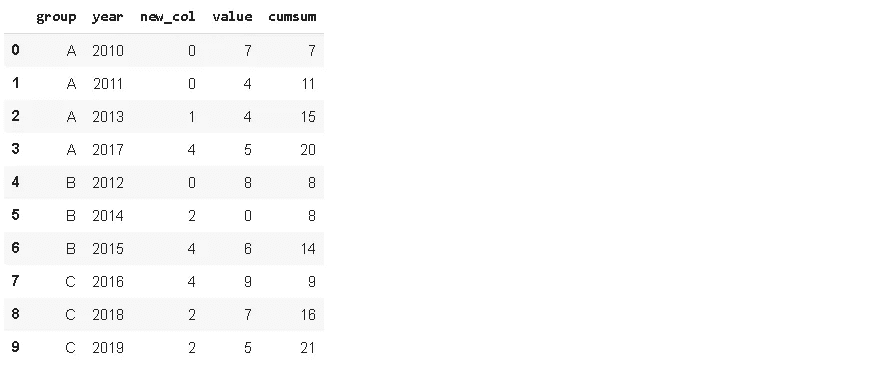 group year new_col value cumsum
0 A 2010 0 7 7
1 A 2011 0 4 11
2 A 2013 1 4 15
3 A 2017 4 5 20
4 B 2012 0 8 8
5 B 2014 2 0 8
6 B 2015 4 6 14
7 C 2016 4 9 9
8 C 2018 2 7 16
9 C 2019 2 5 21